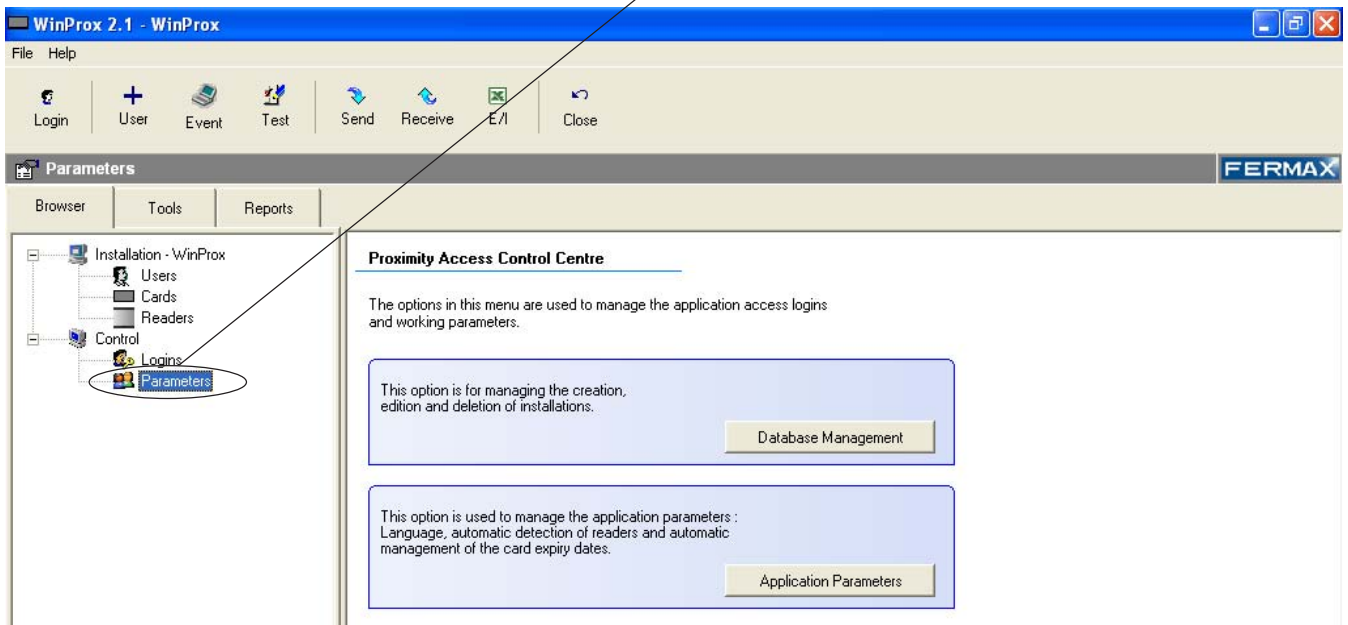 WinProx 2.1 - WinProx
File Help
Login User Event Test Send Receive E/I Close
Parameters FERMAX
Browser Tools Reports
Installation - WinProx
Users
Cards
Readers
Control
Logins
Parameters
Proximity Access Control Centre
The options in this menu are used to manage the application access logins
and working parameters.
This option is for managing the creation,
edition and deletion of installations.
Database Management
This option is used to manage the application parameters :
Language, automatic detection of readers and automatic
management of the card expiry dates.
Application Parameters